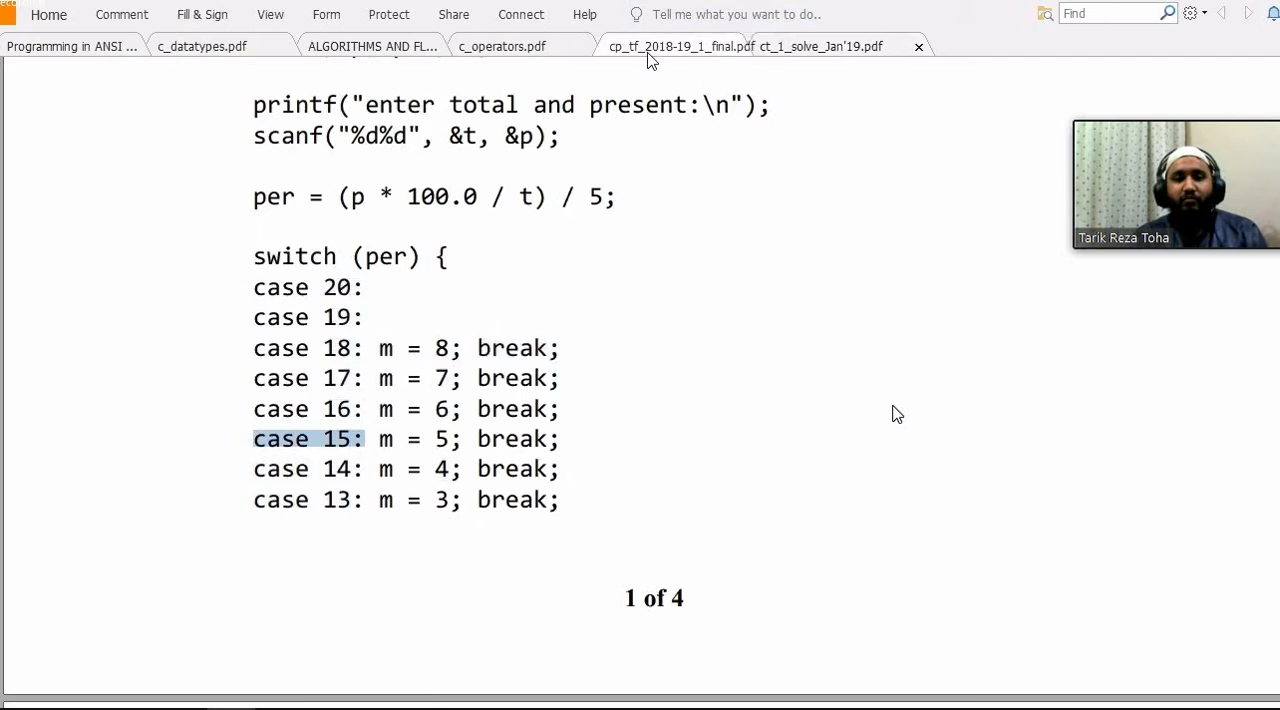 Home Comment Fill & Sign View Form Protect Share Connect Help Tell me what you want to do.. Find
Programming in ANSI ... c_datatypes.pdf ALGORITHMS AND FL... c_operators.pdf cp_tf_2018-19_1_final.pdf ct_1_solve_Jan'19.pdf
printf("enter total and present:\n");
scanf("%d%d", &t, &p);
per = (p * 100.0 / t) / 5;
switch (per) {
case 20:
case 19:
case 18: m = 8; break;
case 17: m = 7; break;
case 16: m = 6; break;
case 15: m = 5; break;
case 14: m = 4; break;
case 13: m = 3; break;
Tarik Reza Toha
1 of 4